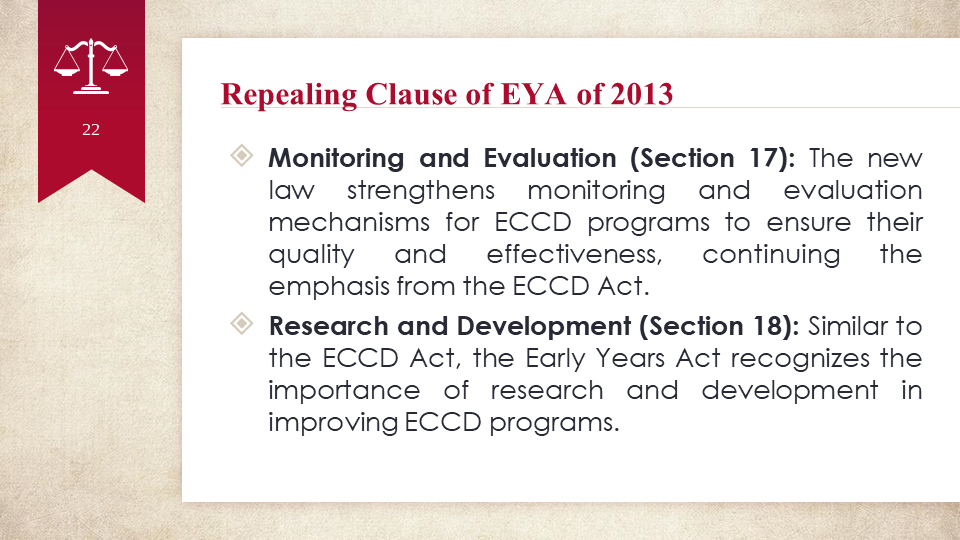 22
Repealing Clause of EYA of 2013
Monitoring and Evaluation (Section 17): The new
law strengthens monitoring and evaluation
mechanisms for ECCD programs to ensure their
quality and effectiveness, continuing the
emphasis from the ECCD Act.
Research and Development (Section 18): Similar to
the ECCD Act, the Early Years Act recognizes the
importance of research and development in
improving ECCD programs.